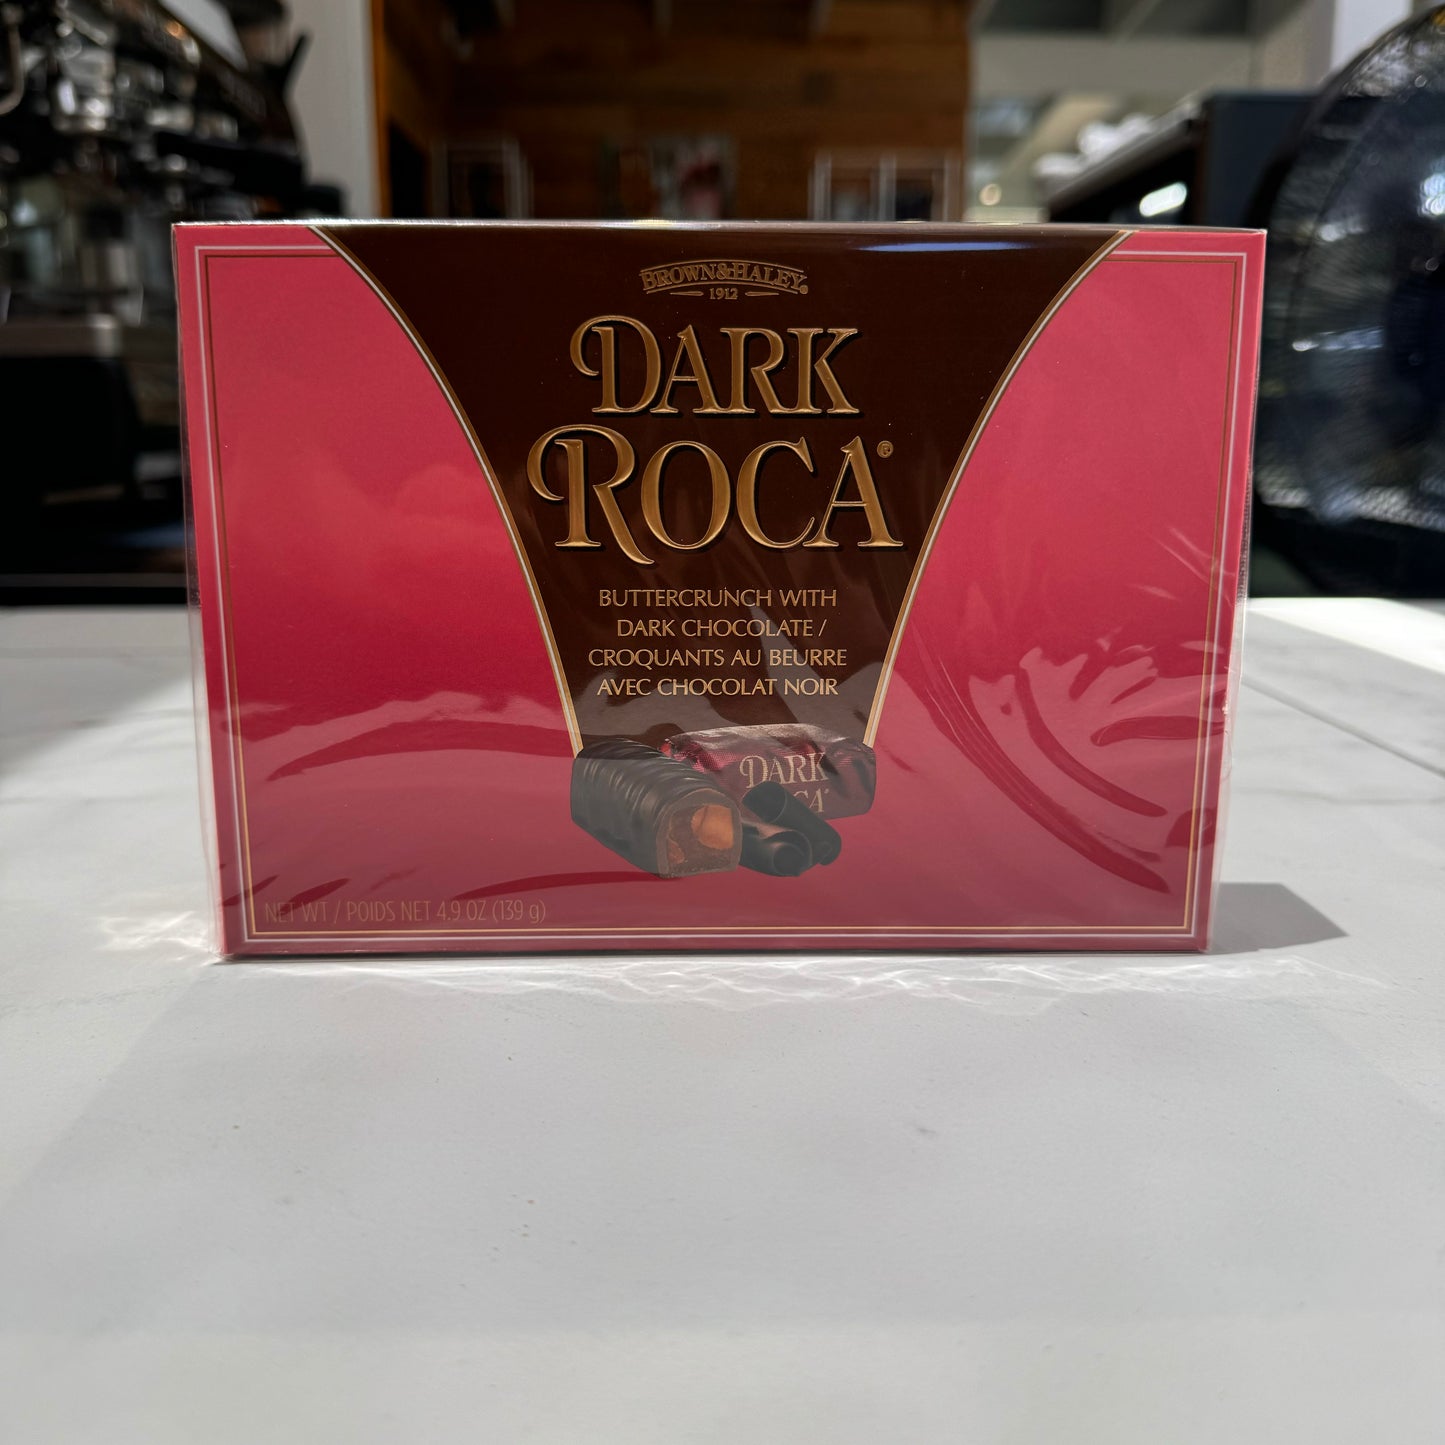 BROWN&HALEY®
1912
DARK
ROCA®
BUTTERCRUNCH WITH
DARK CHOCOLATE /
CROQUANTS AU BEURRE
AVEC CHOCOLAT NOIR
DARK
NET WT / POIDS NET 4.9 OZ (139 g)